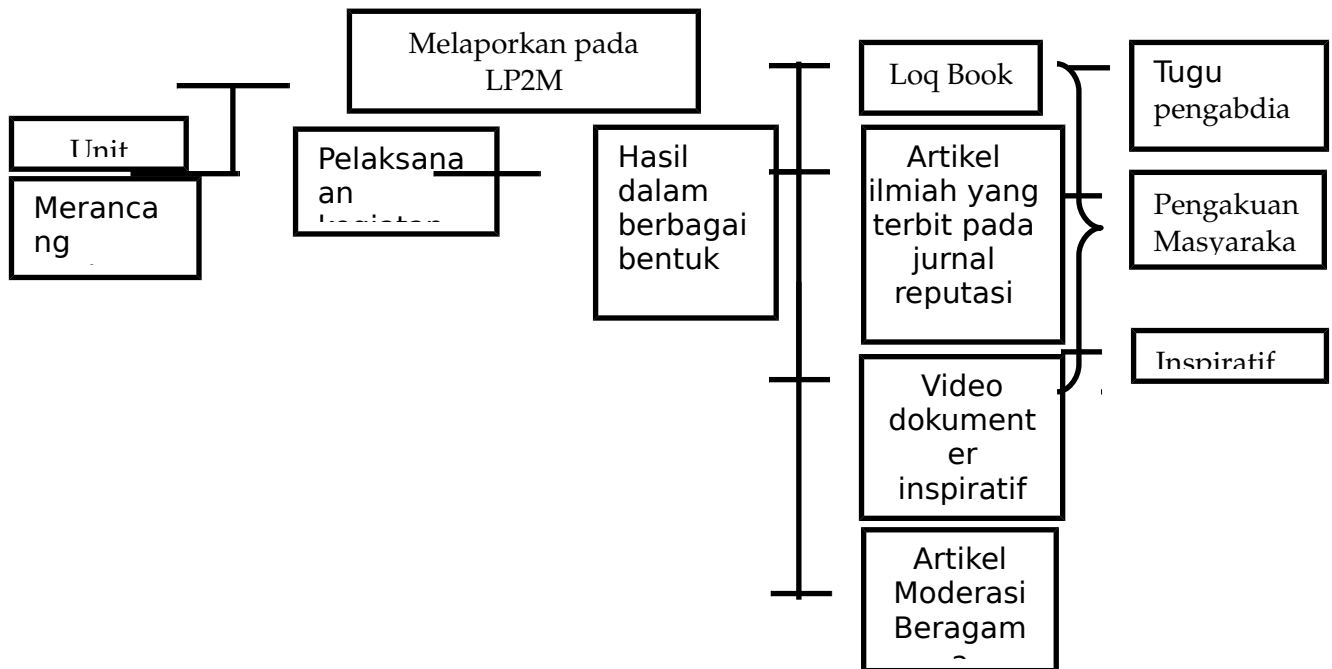 Melaporkan pada
LP2M
Unit
Meranca
ng
Pelaksana
an
kegiatan
Hasil
dalam
berbagai
bentuk
Loq Book
Artikel
ilmiah yang
terbit pada
jurnal
reputasi
Video
dokument
er
inspiratif
Artikel
Moderasi
Beragam
a
Tugu
pengabdia
Pengakuan
Masyaraka
Inspiratif